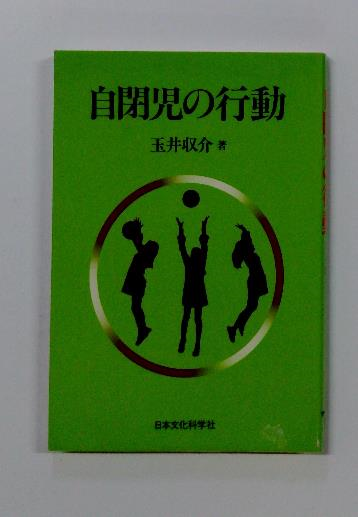 自閉児の行動
玉井収介 著
日本文化科学社